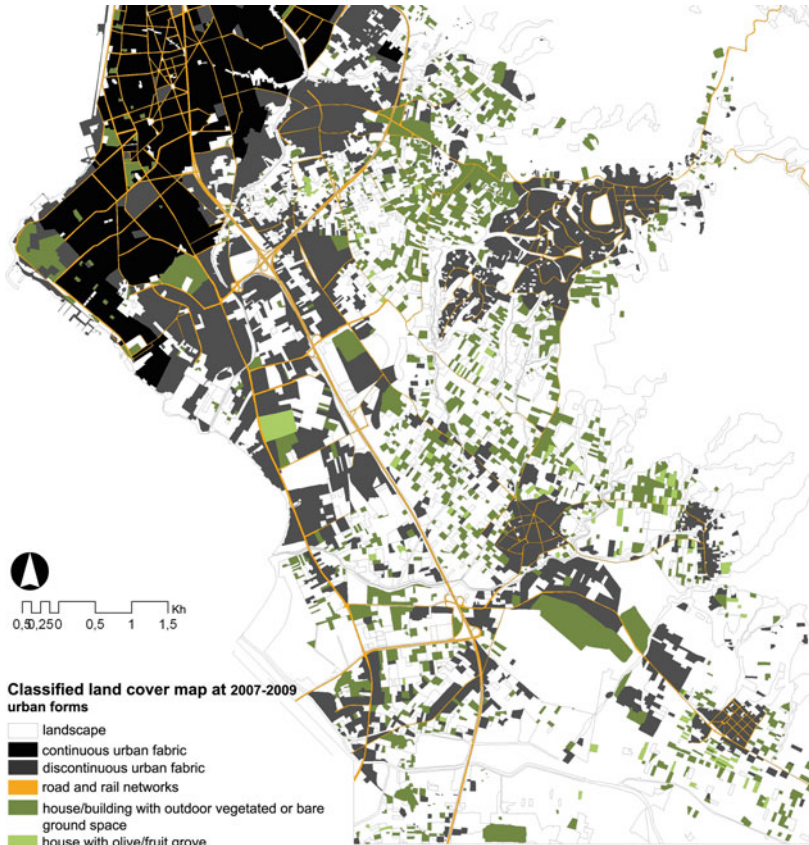 Kh
0,5 0,25 0 0,5 1 1,5
Classified land cover map at 2007-2009
urban forms
landscape
continuous urban fabric
discontinuous urban fabric
road and rail networks
house/building with outdoor vegetated or bare
ground space
house with olive/fruit grove